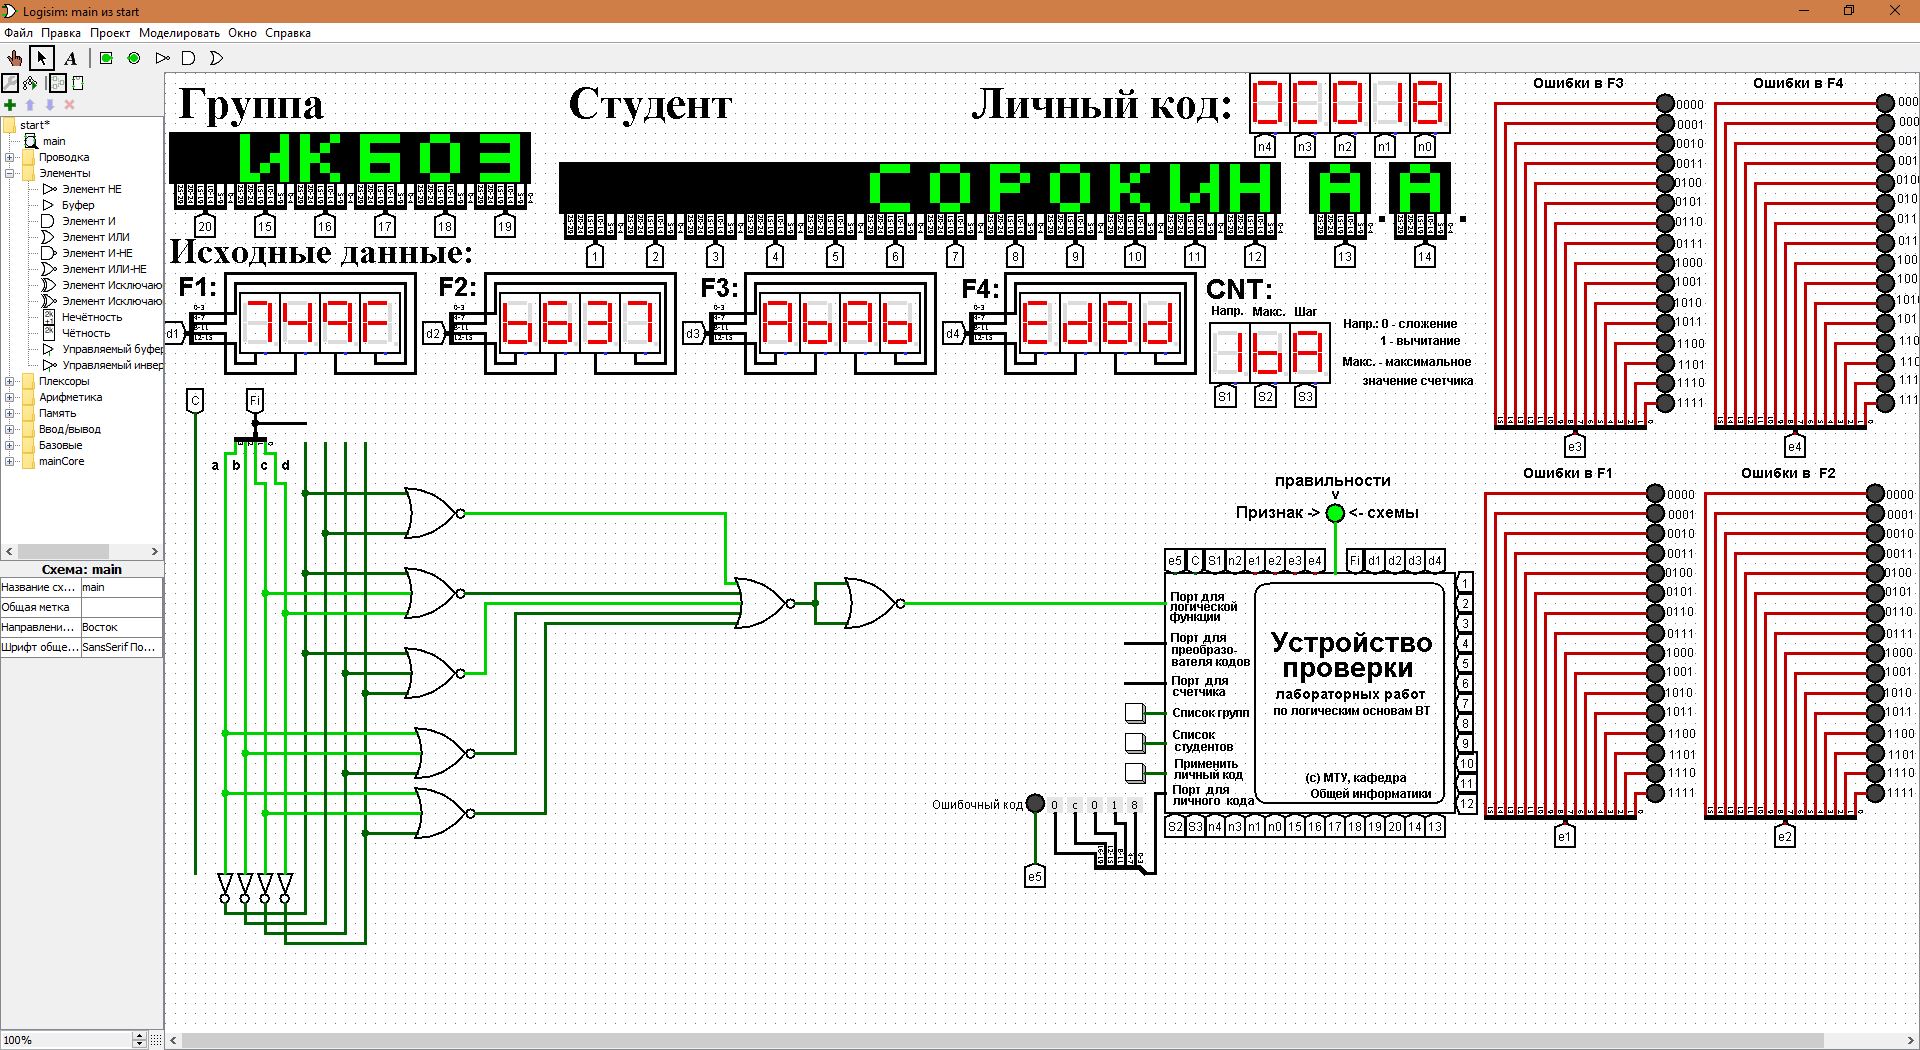 Logisim: main из start
Файл Правка Проект Моделировать Окно Справка
start*
main
Проводка
Элементы
Элемент НЕ
Буфер
Элемент И
Элемент ИЛИ
Элемент И-НЕ
Элемент ИЛИ-НЕ
Элемент Исключаю
Элемент Исключаю
Нечётность
Чётность
Управляемый буфер
Управляемый инвер
Плексоры
Арифметика
Память
Ввод/вывод
Базовые
mainCore
Схема: main
Название сх... main
Общая метка
Направлени... Восток
Шрифт обще... SansSerif По...
100%
Группа
Студент
Личный код:
0C018
n4 n3 n2 n1 n0
ИКБ03
СОРОКИН А. А.
20 15 16 17 18 19
1 2 3 4 5 6 7 8 9 10 11 12 13 14
Исходные данные:
F1: F2: F3: F4: CNT:
d1 749F
d2 6637
d3 A6Ab
d4 Ed8d
Напр. Макс. Шаг
1bA
S1 S2 S3
Напр.: 0 - сложение
1 - вычитание
Макс. - максимальное
значение счетчика
C Fi
a b c d
правильности
v
Признак -> <- схемы
e5 C S1 n2 e1 e2 e3 e4 Fi d1 d2 d3 d4
Порт для
логической
функции
Порт для
преобразо-
вателя кодов
Порт для
счетчика
Список групп
Список
студентов
Применить
личный код
Порт для
личного кода
Устройство
проверки
лабораторных работ
по логическим основам ВТ
(с) МТУ, кафедра
Общей информатики
1
2
3
4
5
6
7
8
9
10
11
12
S2 S3 n4 n3 n1 n0 15 16 17 18 19 20 14 13
Ошибочный код 0 c 0 1 8
e5
Ошибки в F3
0000
0001
0010
0011
0100
0101
0110
0111
1000
1001
1010
1011
1100
1101
1110
1111
e3
Ошибки в F4
000
000
001
001
010
010
011
011
100
100
101
101
110
110
111
111
e4
Ошибки в F1
0000
0001
0010
0011
0100
0101
0110
0111
1000
1001
1010
1011
1100
1101
1110
1111
e1
Ошибки в F2
0000
0001
0010
0011
0100
0101
0110
0111
1000
1001
1010
1011
1100
1101
1110
1111
e2